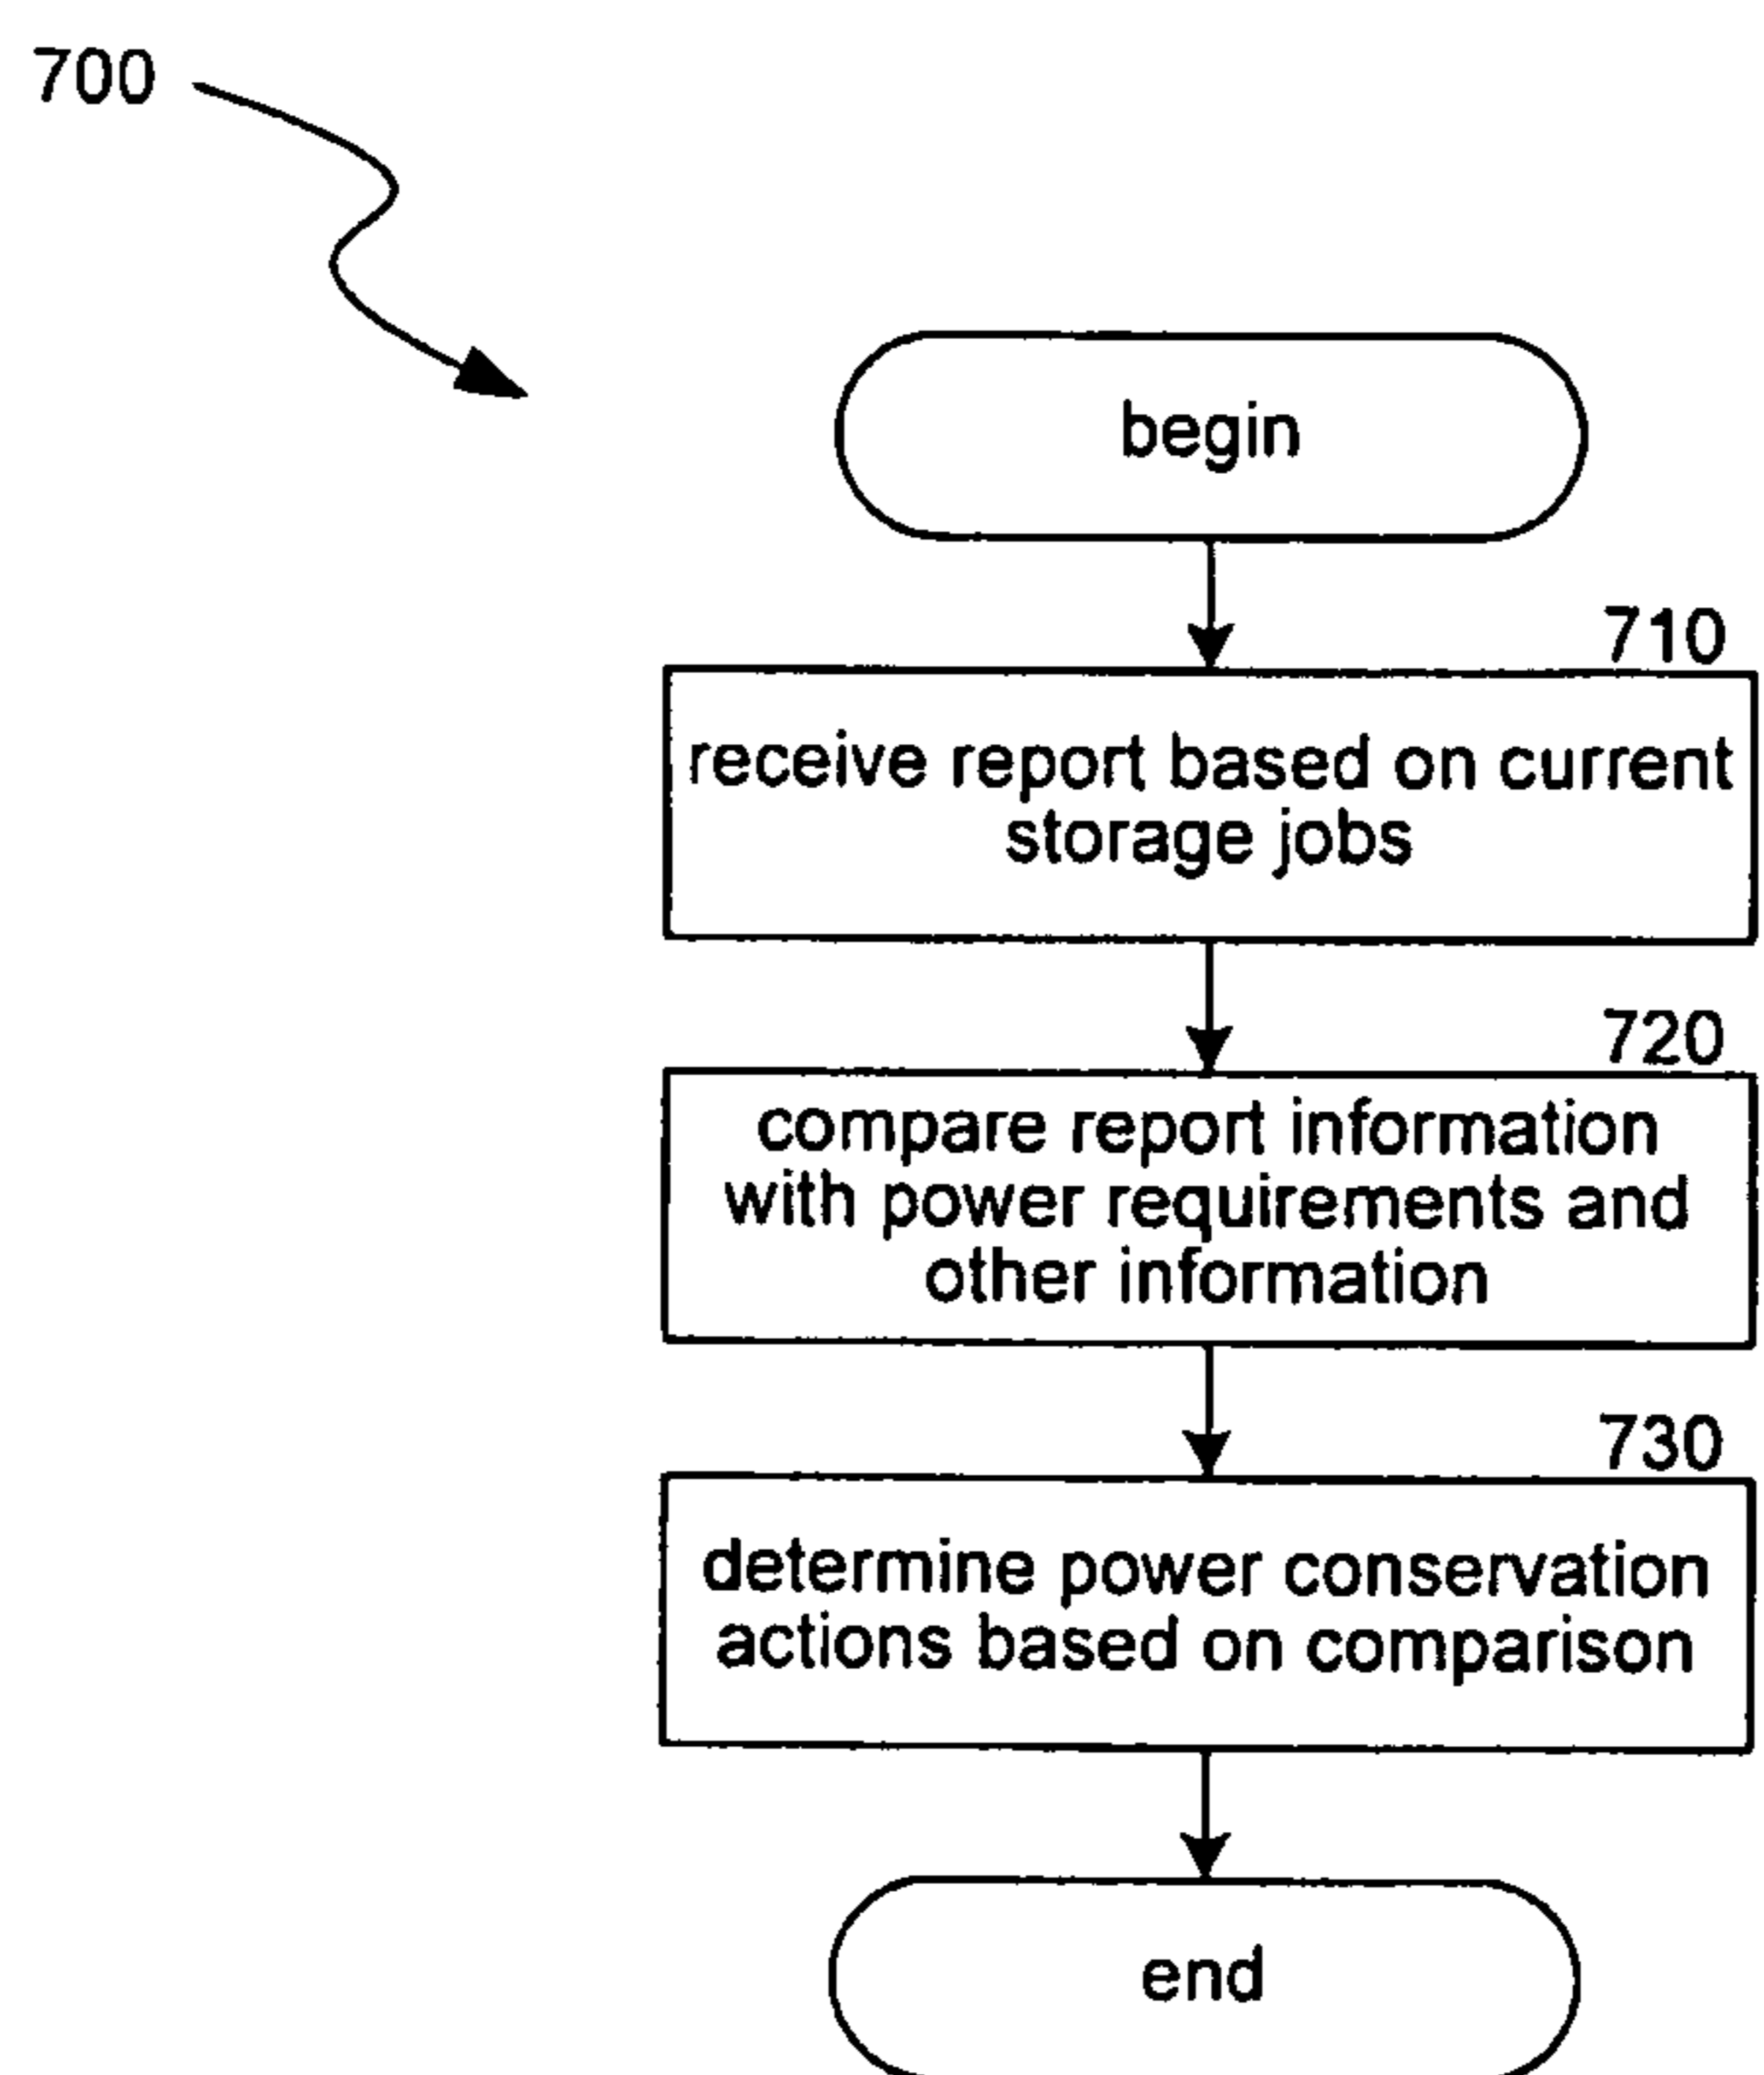 700
begin
710
receive report based on current
storage jobs
720
compare report information
with power requirements and
other information
730
determine power conservation
actions based on comparison
end